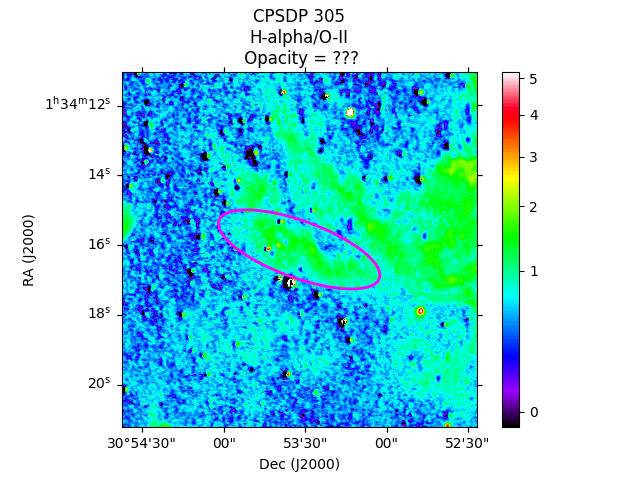 CPSDP 305
H-alpha/O-II
Opacity = ???
RA (J2000)
1ʰ34ᵐ12ˢ
14ˢ
16ˢ
18ˢ
20ˢ
30°54'30" 00" 53'30" 00" 52'30"
Dec (J2000)
5
4
3
2
1
0